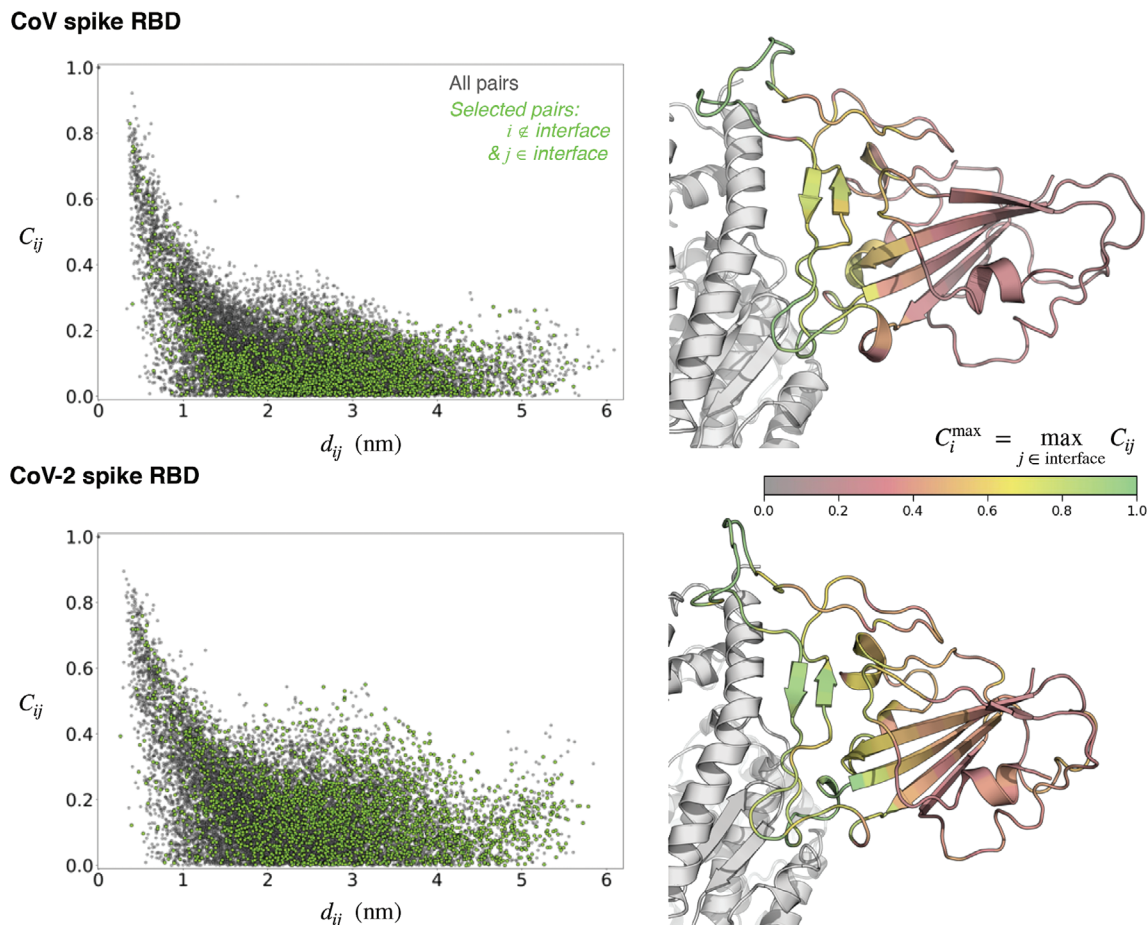 CoV spike RBD
1.0
0.8
0.6
0.4
0.2
0.0
C_ij
All pairs
Selected pairs:
i ∉ interface
& j ∈ interface
0 1 2 3 4 5 6
d_ij (nm)
C_i^max = max C_ij
j ∈ interface
0.0 0.2 0.4 0.6 0.8 1.0
CoV-2 spike RBD
1.0
0.8
0.6
0.4
0.2
0.0
C_ij
0 1 2 3 4 5 6
d_ij (nm)